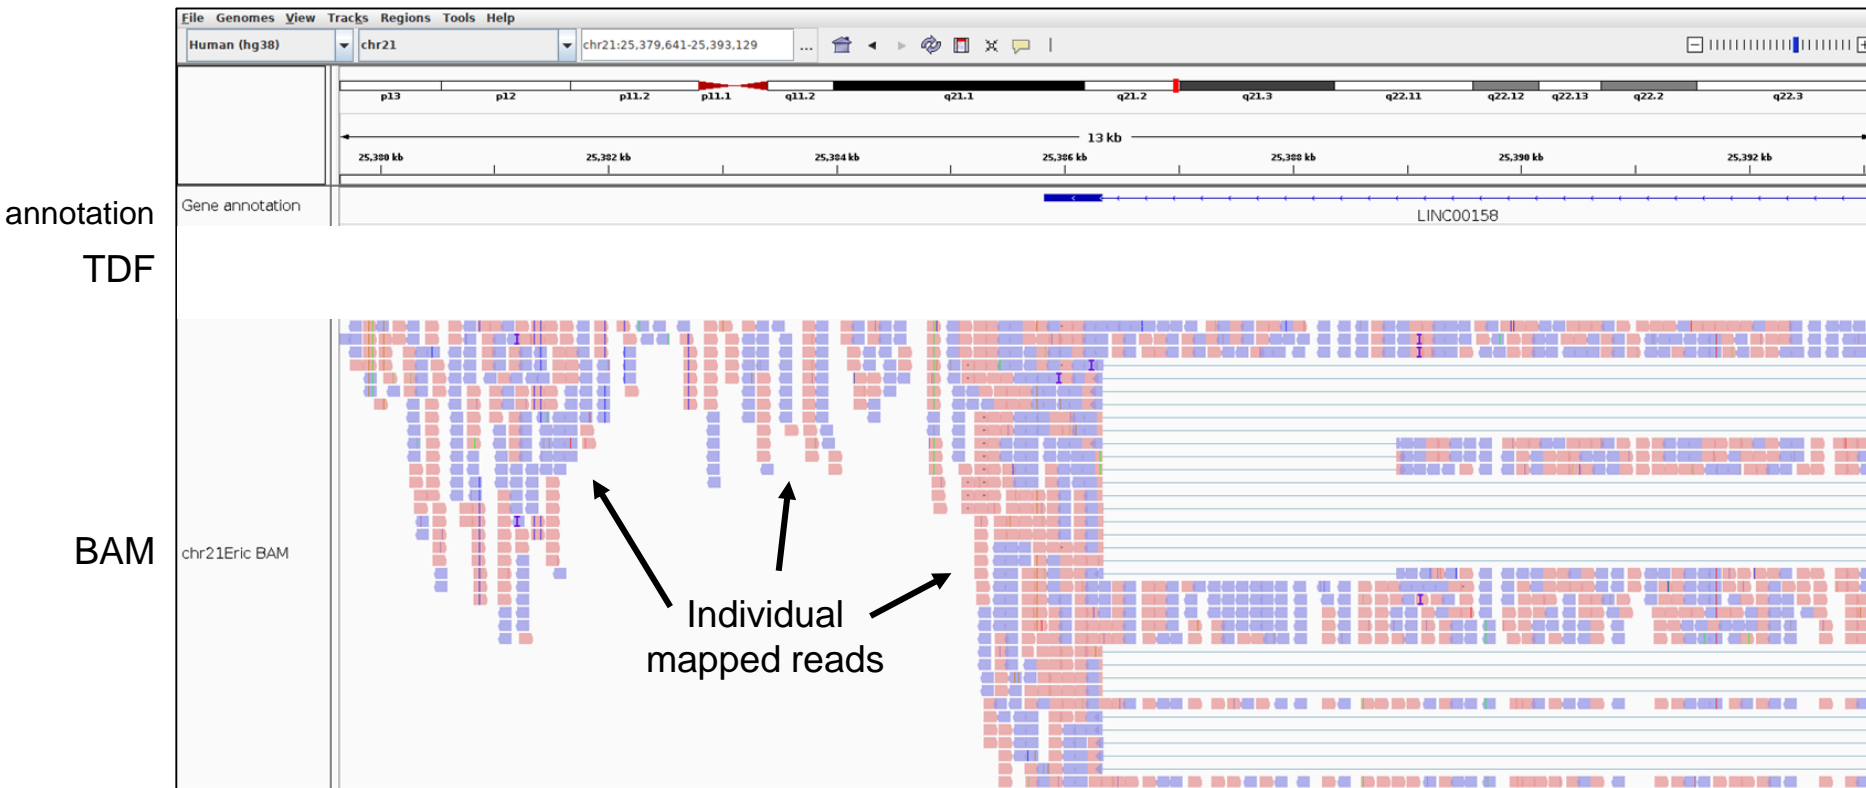 File Genomes View Tracks Regions Tools Help
Human (hg38) chr21 chr21:25,379,641-25,393,129 ...
p13 p12 p11.2 p11.1 q11.2 q21.1 q21.2 q21.3 q22.11 q22.12 q22.13 q22.2 q22.3
13 kb
25,380 kb 25,382 kb 25,384 kb 25,386 kb 25,388 kb 25,390 kb 25,392 kb
annotation Gene annotation
LINC00158
TDF
BAM chr21Eric BAM
Individual
mapped reads